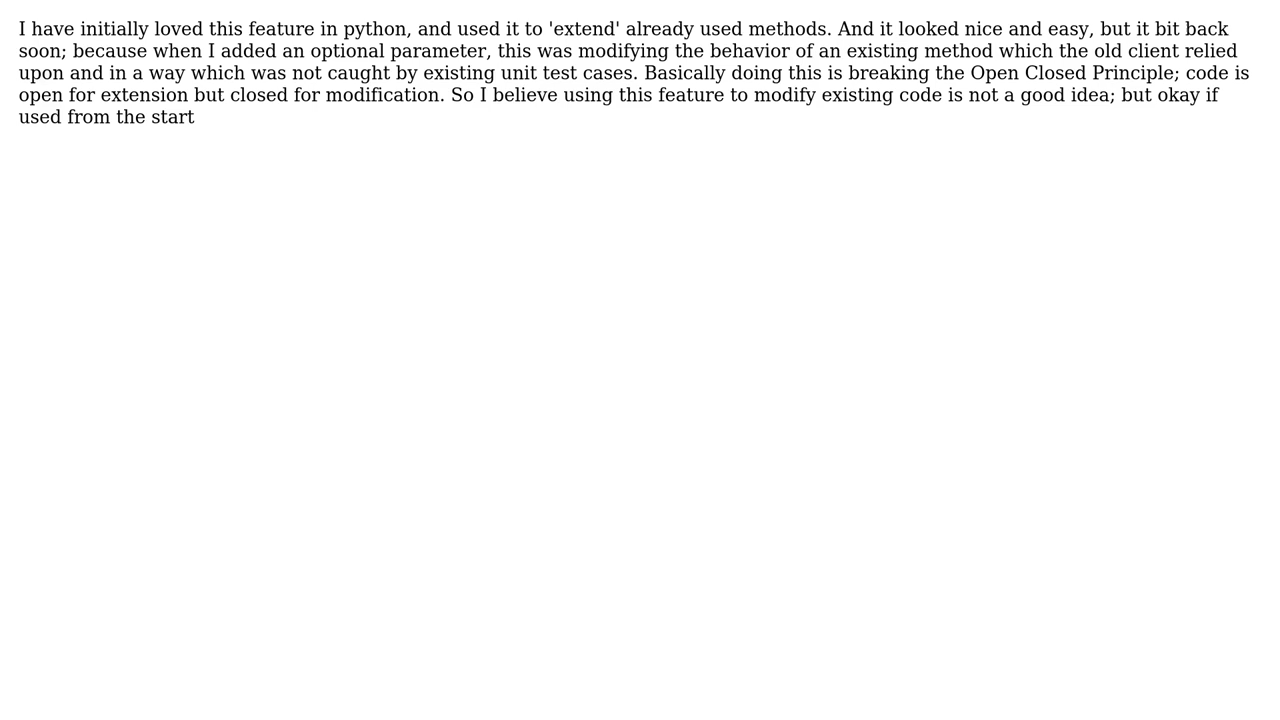 I have initially loved this feature in python, and used it to 'extend' already used methods. And it looked nice and easy, but it bit back
soon; because when I added an optional parameter, this was modifying the behavior of an existing method which the old client relied
upon and in a way which was not caught by existing unit test cases. Basically doing this is breaking the Open Closed Principle; code is
open for extension but closed for modification. So I believe using this feature to modify existing code is not a good idea; but okay if
used from the start